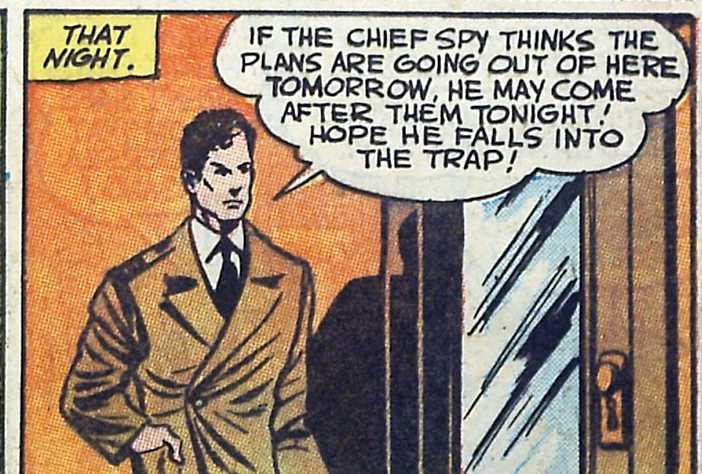 THAT
NIGHT.
IF THE CHIEF SPY THINKS THE
PLANS ARE GOING OUT OF HERE
TOMORROW, HE MAY COME
AFTER THEM TONIGHT!
HOPE HE FALLS INTO
THE TRAP!